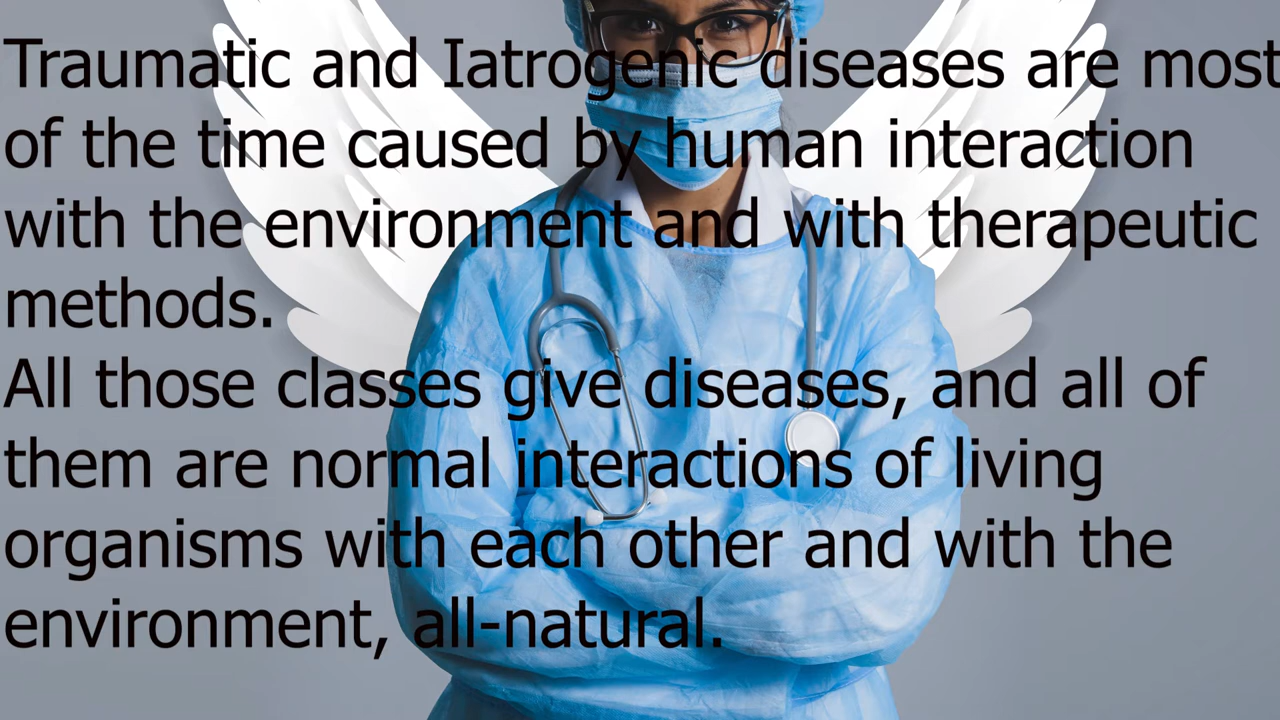 Traumatic and Iatrogenic diseases are most
of the time caused by human interaction
with the environment and with therapeutic
methods.
All those classes give diseases, and all of
them are normal interactions of living
organisms with each other and with the
environment, all-natural.